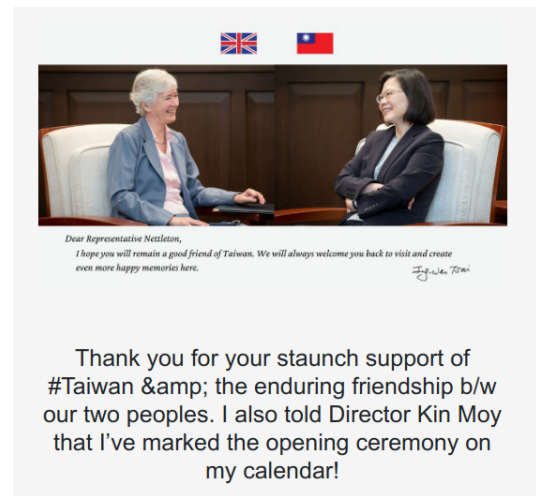 Dear Representative Nettleton,
I hope you will remain a good friend of Taiwan. We will always welcome you back to visit and create
even more happy memories here.
Ing-wen Tsai
Thank you for your staunch support of
#Taiwan &amp; the enduring friendship b/w
our two peoples. I also told Director Kin Moy
that I've marked the opening ceremony on
my calendar!